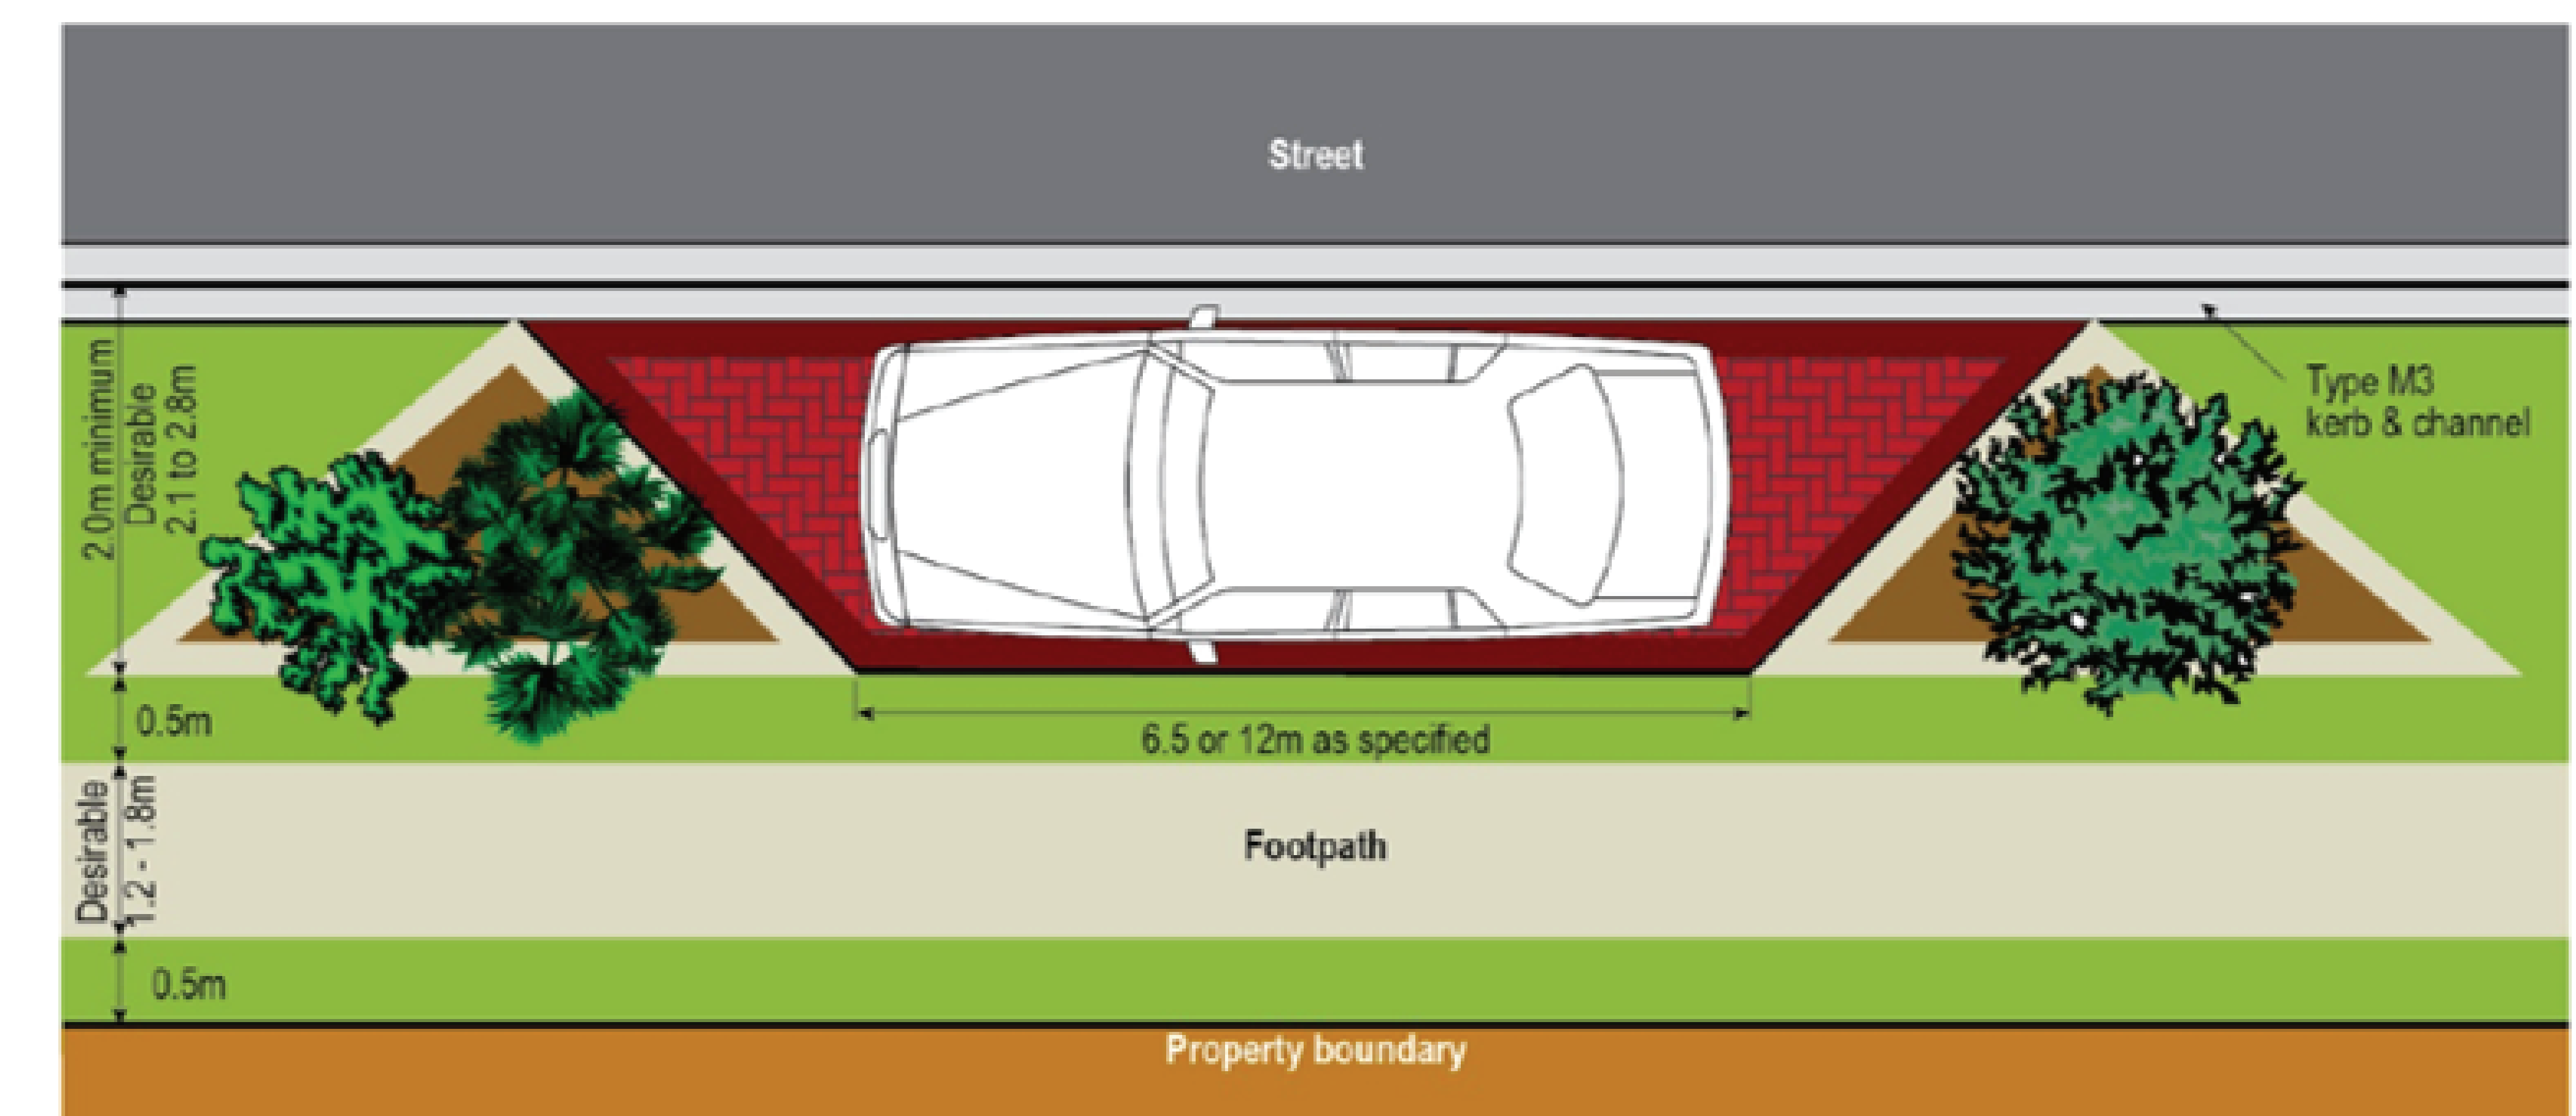 Street
2.0m minimum
Desirable
2.1 to 2.8m
Type M3
kerb & channel
0.5m
6.5 or 12m as specified
Desirable
1.2 - 1.8m
Footpath
0.5m
Property boundary